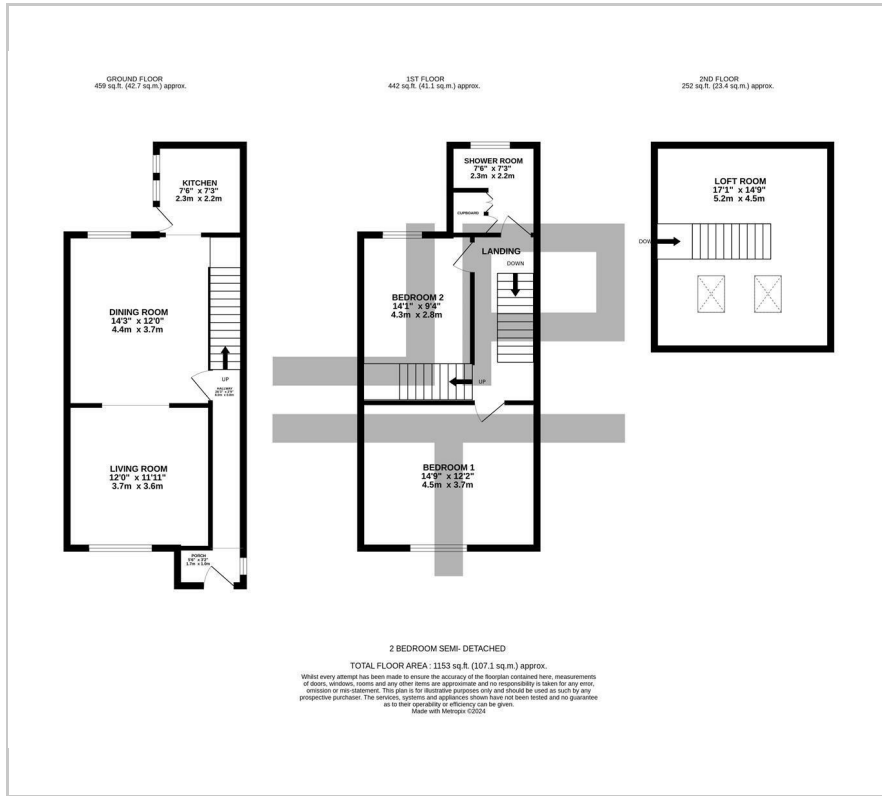 GROUND FLOOR
459 sq.ft. (42.7 sq.m.) approx.
KITCHEN
7'6" x 7'3"
2.3m x 2.2m
DINING ROOM
14'3" x 12'0"
4.4m x 3.7m
UP
HALLWAY
LIVING ROOM
12'0" x 11'11"
3.7m x 3.6m
PORCH
1ST FLOOR
442 sq.ft. (41.1 sq.m.) approx.
SHOWER ROOM
7'6" x 7'3"
2.3m x 2.2m
CUPBOARD
LANDING
DOWN
BEDROOM 2
14'1" x 9'4"
4.3m x 2.8m
UP
BEDROOM 1
14'9" x 12'2"
4.5m x 3.7m
2ND FLOOR
252 sq.ft. (23.4 sq.m.) approx.
LOFT ROOM
17'1" x 14'9"
5.2m x 4.5m
DOW
2 BEDROOM SEMI- DETACHED
TOTAL FLOOR AREA : 1153 sq.ft. (107.1 sq.m.) approx.
Whilst every attempt has been made to ensure the accuracy of the floorplan contained here, measurements
of doors, windows, rooms and any other items are approximate and no responsibility is taken for any error,
omission or mis-statement. This plan is for illustrative purposes only and should be used as such by any
prospective purchaser. The services, systems and appliances shown have not been tested and no guarantee
as to their operability or efficiency can be given.
Made with Metropix ©2024